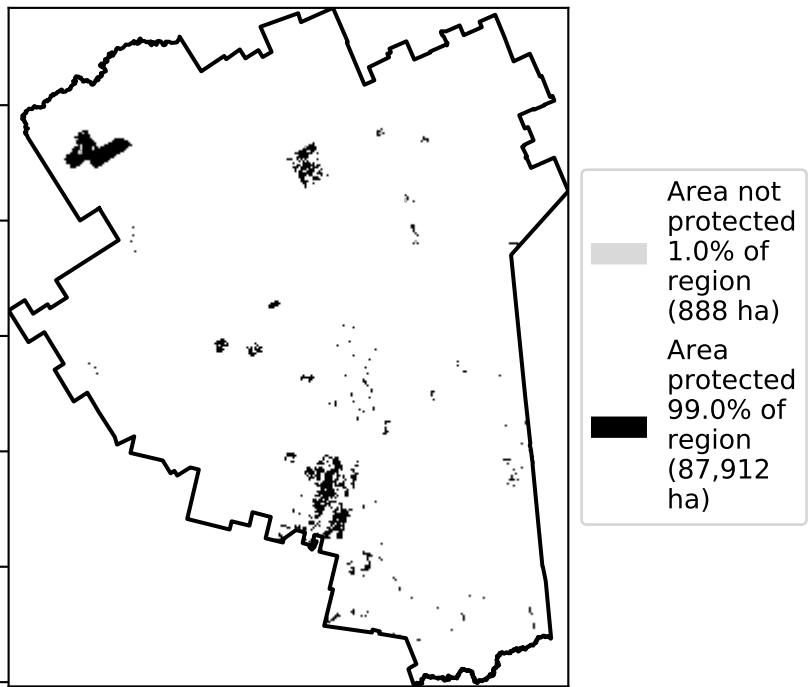 Area not
protected
1.0% of
region
(888 ha)
Area
protected
99.0% of
region
(87,912
ha)